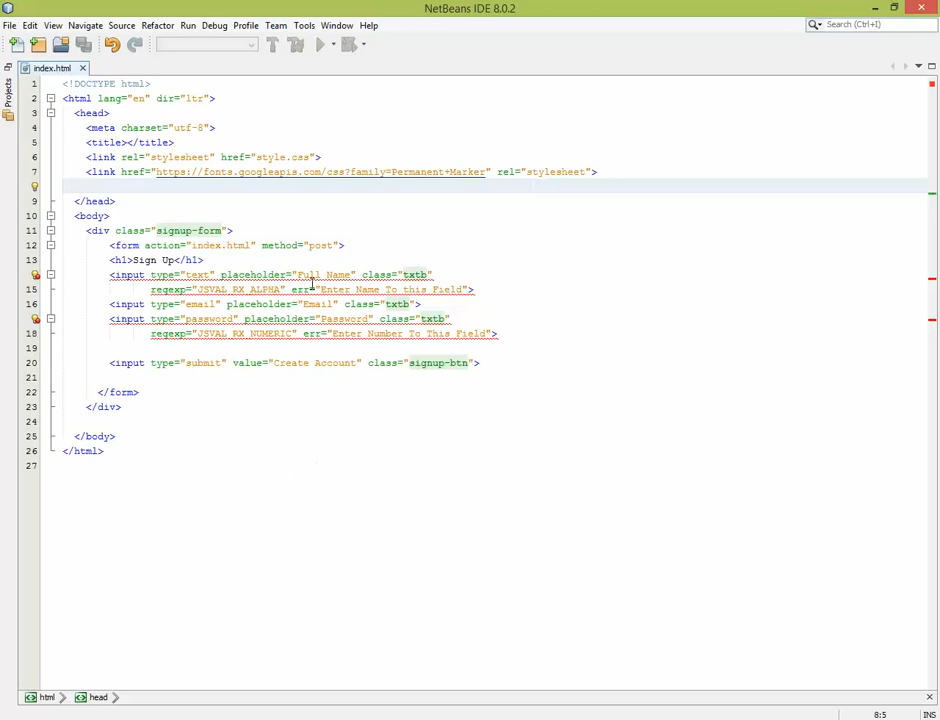 NetBeans IDE 8.0.2
File Edit View Navigate Source Refactor Run Debug Profile Team Tools Window Help
Search (Ctrl+I)
index.html
Projects
1 <!DOCTYPE html>
2 <html lang="en" dir="ltr">
3 <head>
4 <meta charset="utf-8">
5 <title></title>
6 <link rel="stylesheet" href="style.css">
7 <link href="https://fonts.googleapis.com/css?family=Permanent+Marker" rel="stylesheet">
9 </head>
10 <body>
11 <div class="signup-form">
12 <form action="index.html" method="post">
13 <h1>Sign Up</h1>
<input type="text" placeholder="Full Name" class="txtb"
15 regexp="JSVAL_RX_ALPHA" err="Enter Name To this Field">
16 <input type="email" placeholder="Email" class="txtb">
<input type="password" placeholder="Password" class="txtb"
18 regexp="JSVAL_RX_NUMERIC" err="Enter Number To This Field">
19
20 <input type="submit" value="Create Account" class="signup-btn">
21
22 </form>
23 </div>
24
25 </body>
26 </html>
27
html head
8:5 INS